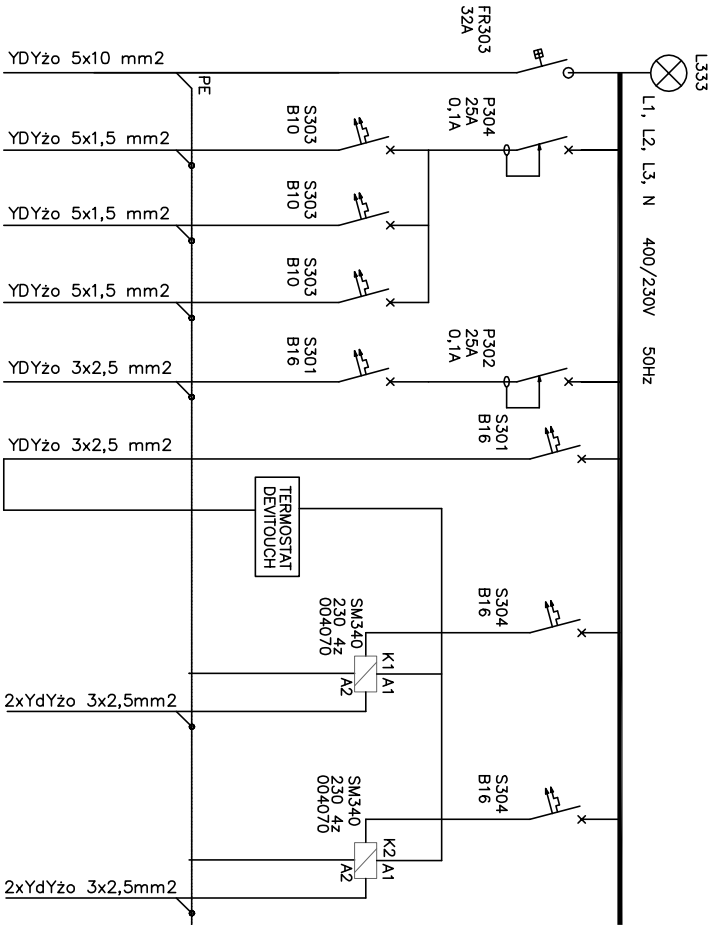 L333
L1, L2, L3, N 400/230V 50Hz
FR303
32A
P304
25A
0,1A
P302
25A
0,1A
S301
B16
S304
B16
S304
B16
S303
B10
S303
B10
S303
B10
S301
B16
TERMOSTAT
DEVITOUCH
SM340
230 4z
004070
K1
A1
A2
SM340
230 4z
004070
K2
A1
A2
PE
YDYżo 5x10 mm2
YDYżo 5x1,5 mm2
YDYżo 5x1,5 mm2
YDYżo 5x1,5 mm2
YDYżo 3x2,5 mm2
YDYżo 3x2,5 mm2
2xYdYżo 3x2,5mm2
2xYdYżo 3x2,5mm2